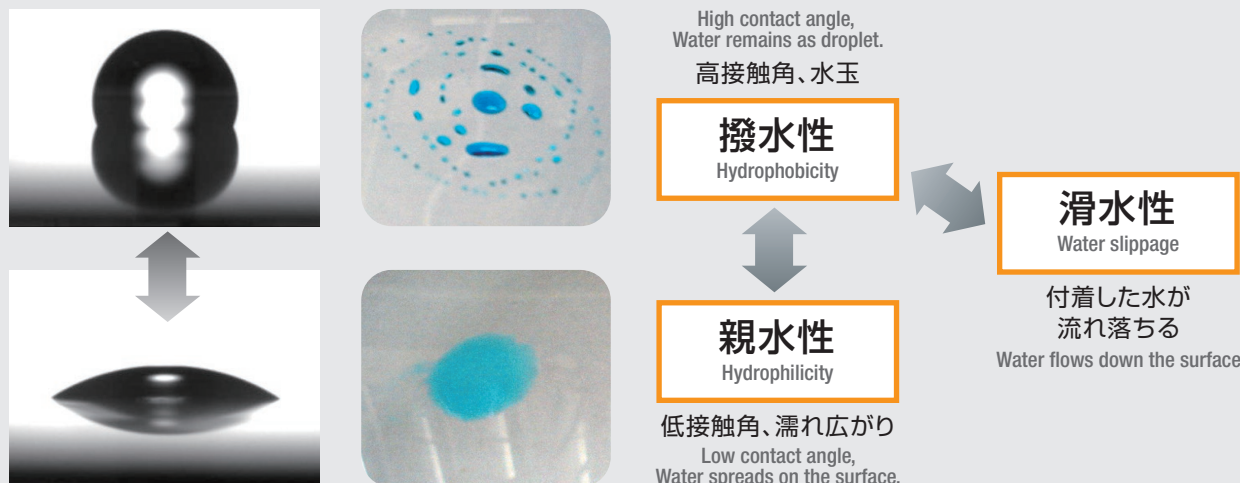 High contact angle,
Water remains as droplet.
高接触角、水玉
撥水性
Hydrophobicity
滑水性
Water slippage
付着した水が
流れ落ちる
Water flows down the surface
親水性
Hydrophilicity
低接触角、濡れ広がり
Low contact angle,
Water spreads on the surface.